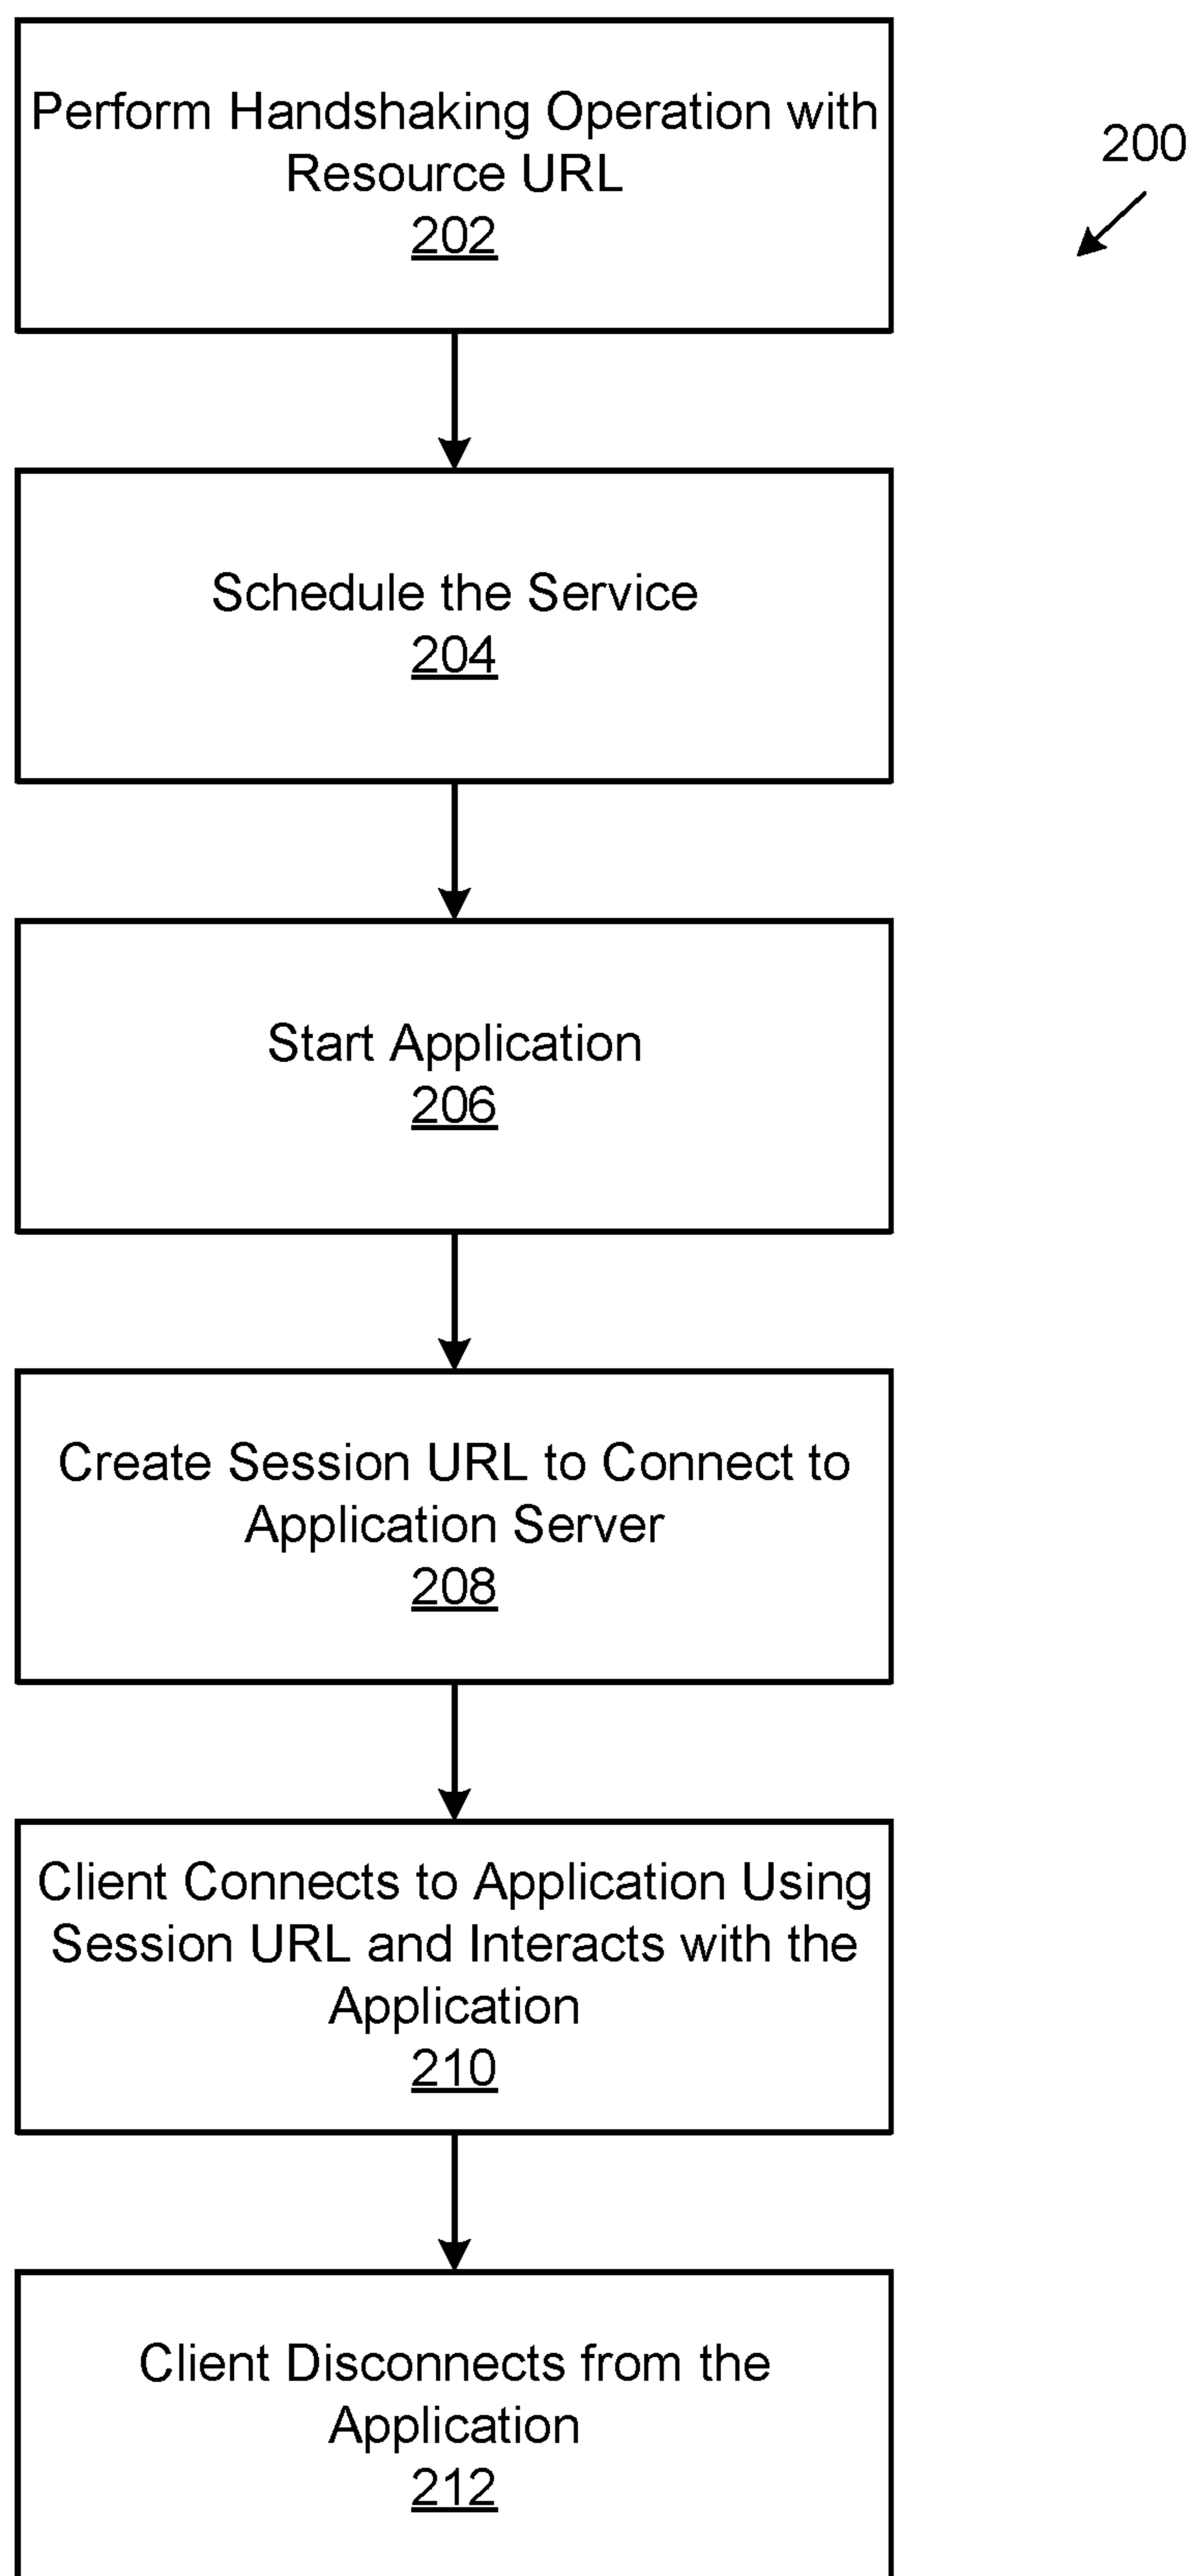 Perform Handshaking Operation with
Resource URL
202
200
Schedule the Service
204
Start Application
206
Create Session URL to Connect to
Application Server
208
Client Connects to Application Using
Session URL and Interacts with the
Application
210
Client Disconnects from the
Application
212